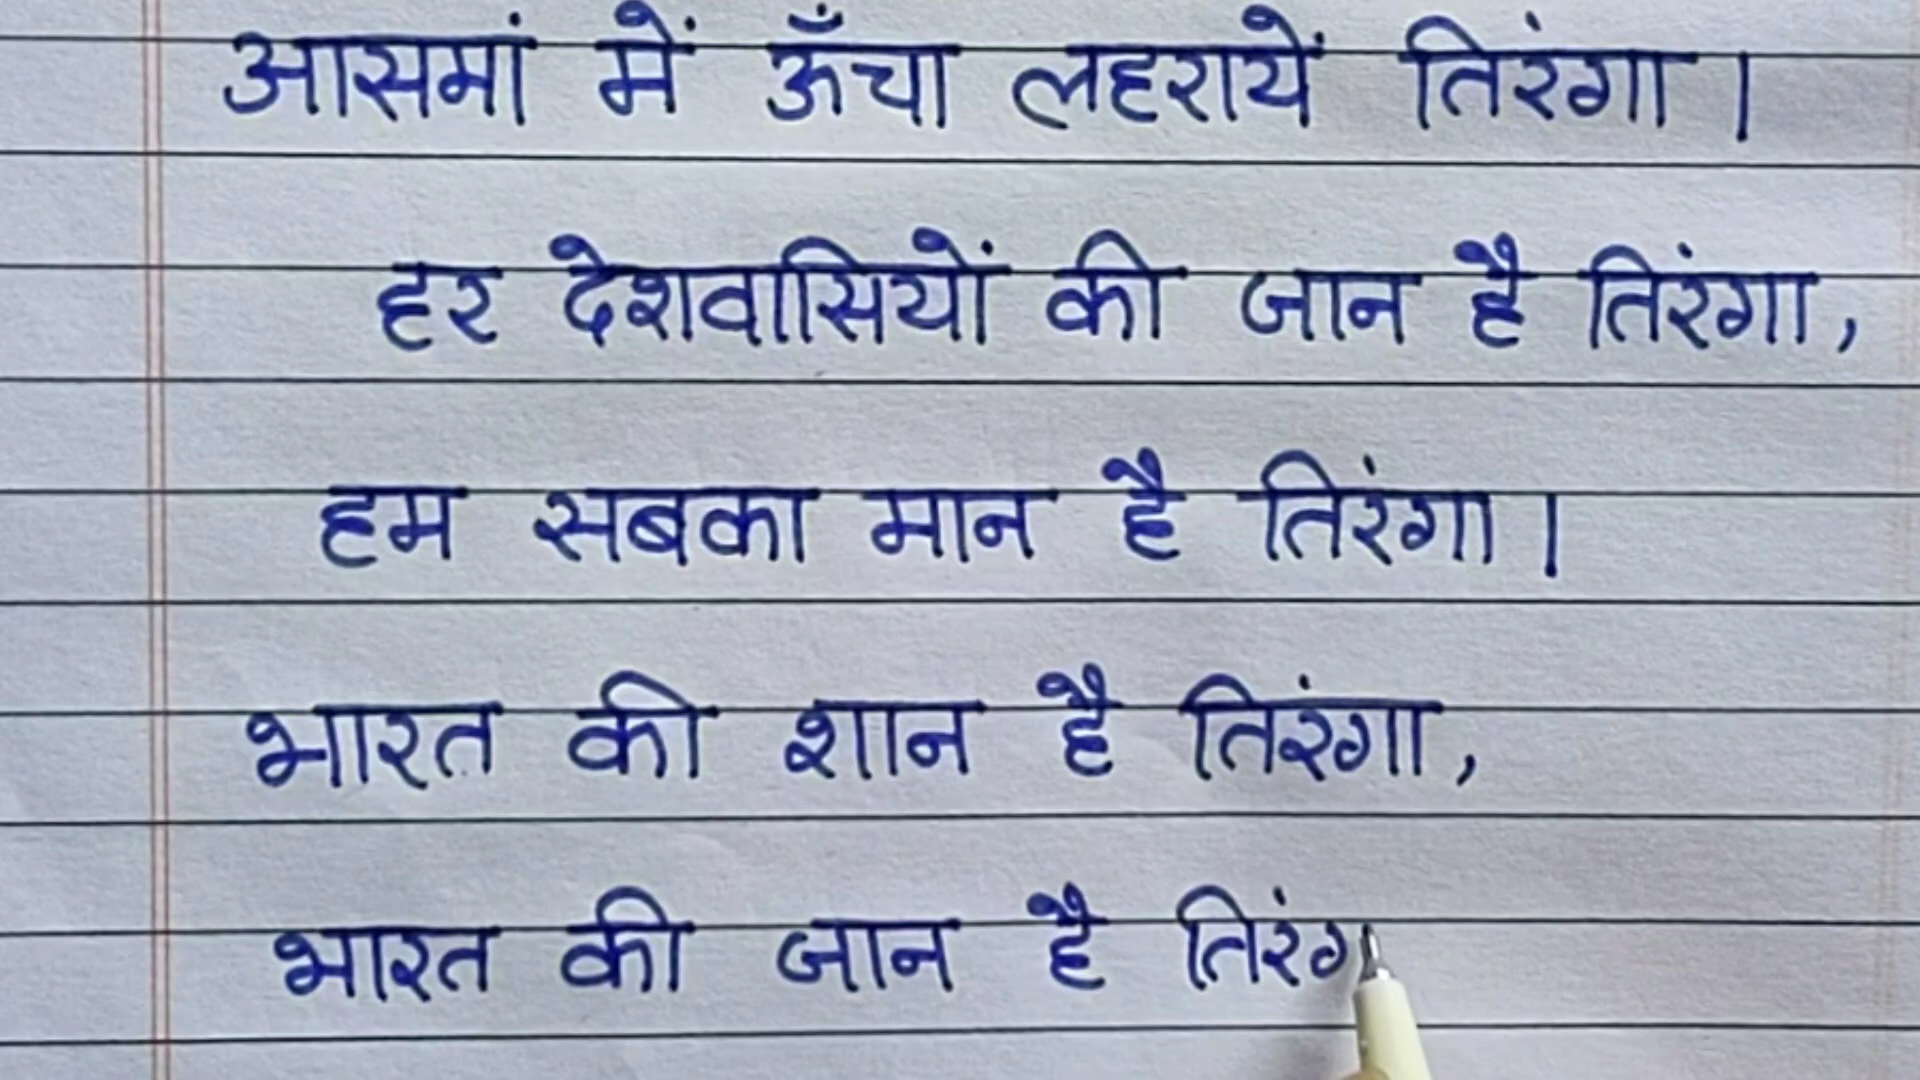 आसमां में ऊँचा लहरायें तिरंगा ।
हर देशवासियों की जान है तिरंगा,
हम सबका मान है तिरंगा ।
भारत की शान है तिरंगा,
भारत की जान है तिरंग